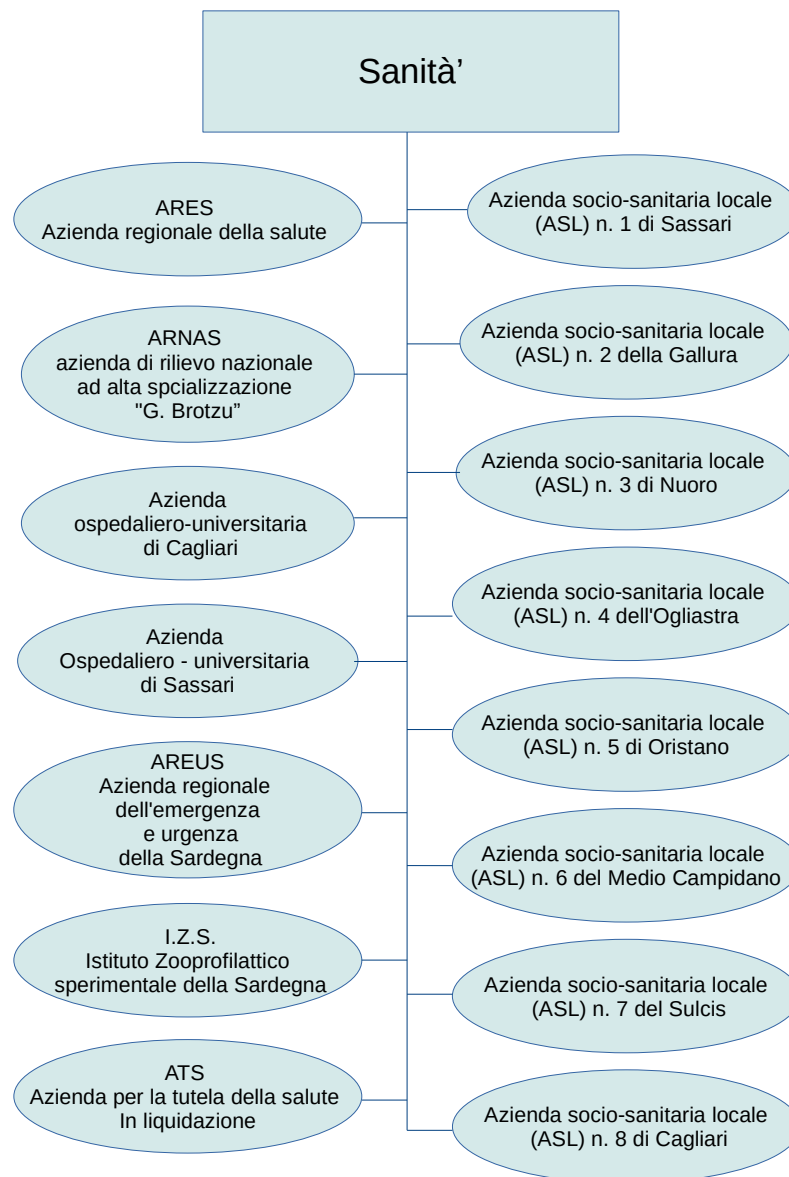 Sanità’
ARES
Azienda regionale della salute
ARNAS
azienda di rilievo nazionale
ad alta spcializzazione
"G. Brotzu”
Azienda
ospedaliero-universitaria
di Cagliari
Azienda
Ospedaliero - universitaria
di Sassari
AREUS
Azienda regionale
dell'emergenza
e urgenza
della Sardegna
I.Z.S.
Istituto Zooprofilattico
sperimentale della Sardegna
ATS
Azienda per la tutela della salute
In liquidazione
Azienda socio-sanitaria locale
(ASL) n. 1 di Sassari
Azienda socio-sanitaria locale
(ASL) n. 2 della Gallura
Azienda socio-sanitaria locale
(ASL) n. 3 di Nuoro
Azienda socio-sanitaria locale
(ASL) n. 4 dell'Ogliastra
Azienda socio-sanitaria locale
(ASL) n. 5 di Oristano
Azienda socio-sanitaria locale
(ASL) n. 6 del Medio Campidano
Azienda socio-sanitaria locale
(ASL) n. 7 del Sulcis
Azienda socio-sanitaria locale
(ASL) n. 8 di Cagliari